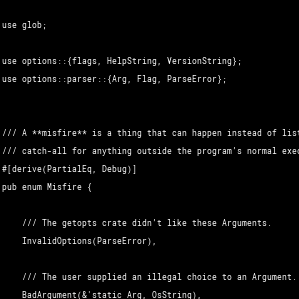 use glob;
use options::{flags, HelpString, VersionString};
use options::parser::{Arg, Flag, ParseError};
/// A **misfire** is a thing that can happen instead of
/// catch-all for anything outside the program's normal
#[derive(PartialEq, Debug)]
pub enum Misfire {
/// The getopts crate didn't like these Arguments.
InvalidOptions(ParseError),
/// The user supplied an illegal choice to an Argument.
BadArgument(&'static Arg, OsString),